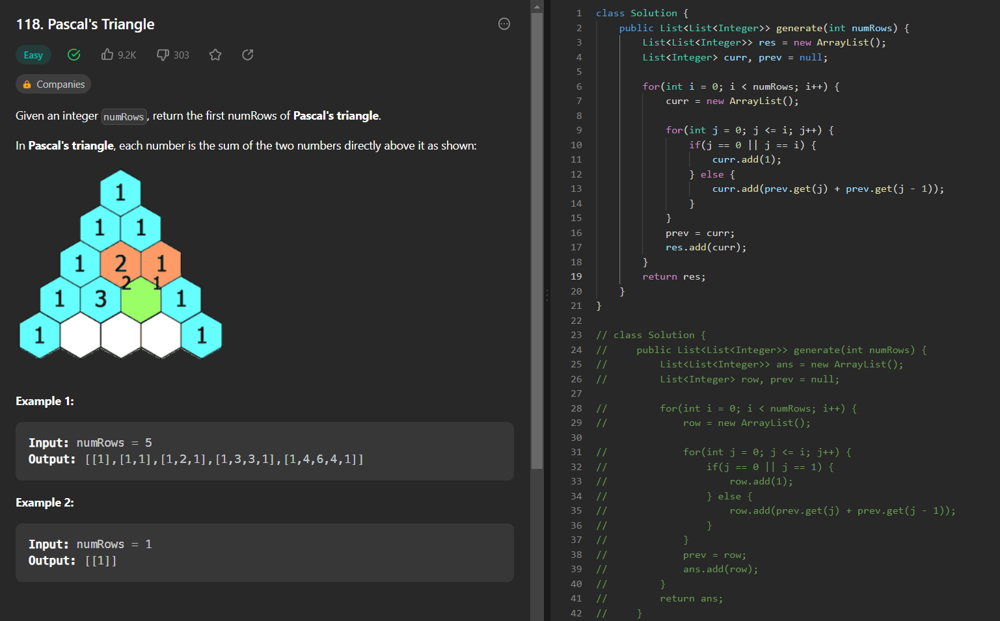 118. Pascal's Triangle
Easy 9.2K 303
Companies
Given an integer numRows, return the first numRows of Pascal's triangle.
In Pascal's triangle, each number is the sum of the two numbers directly above it as shown:
1
1 1
1 2 1
2 1
1 3 1
1 1
Example 1:
Input: numRows = 5
Output: [[1],[1,1],[1,2,1],[1,3,3,1],[1,4,6,4,1]]
Example 2:
Input: numRows = 1
Output: [[1]]
1 class Solution {
2     public List<List<Integer>> generate(int numRows) {
3         List<List<Integer>> res = new ArrayList();
4         List<Integer> curr, prev = null;
5
6         for(int i = 0; i < numRows; i++) {
7             curr = new ArrayList();
8
9             for(int j = 0; j <= i; j++) {
10                 if(j == 0 || j == i) {
11                     curr.add(1);
12                 } else {
13                     curr.add(prev.get(j) + prev.get(j - 1));
14                 }
15             }
16             prev = curr;
17             res.add(curr);
18         }
19         return res;
20     }
21 }
22
23 // class Solution {
24 //     public List<List<Integer>> generate(int numRows) {
25 //         List<List<Integer>> ans = new ArrayList();
26 //         List<Integer> row, prev = null;
27
28 //         for(int i = 0; i < numRows; i++) {
29 //             row = new ArrayList();
30
31 //             for(int j = 0; j <= i; j++) {
32 //                 if(j == 0 || j == 1) {
33 //                     row.add(1);
34 //                 } else {
35 //                     row.add(prev.get(j) + prev.get(j - 1));
36 //                 }
37 //             }
38 //             prev = row;
39 //             ans.add(row);
40 //         }
41 //         return ans;
42 //     }